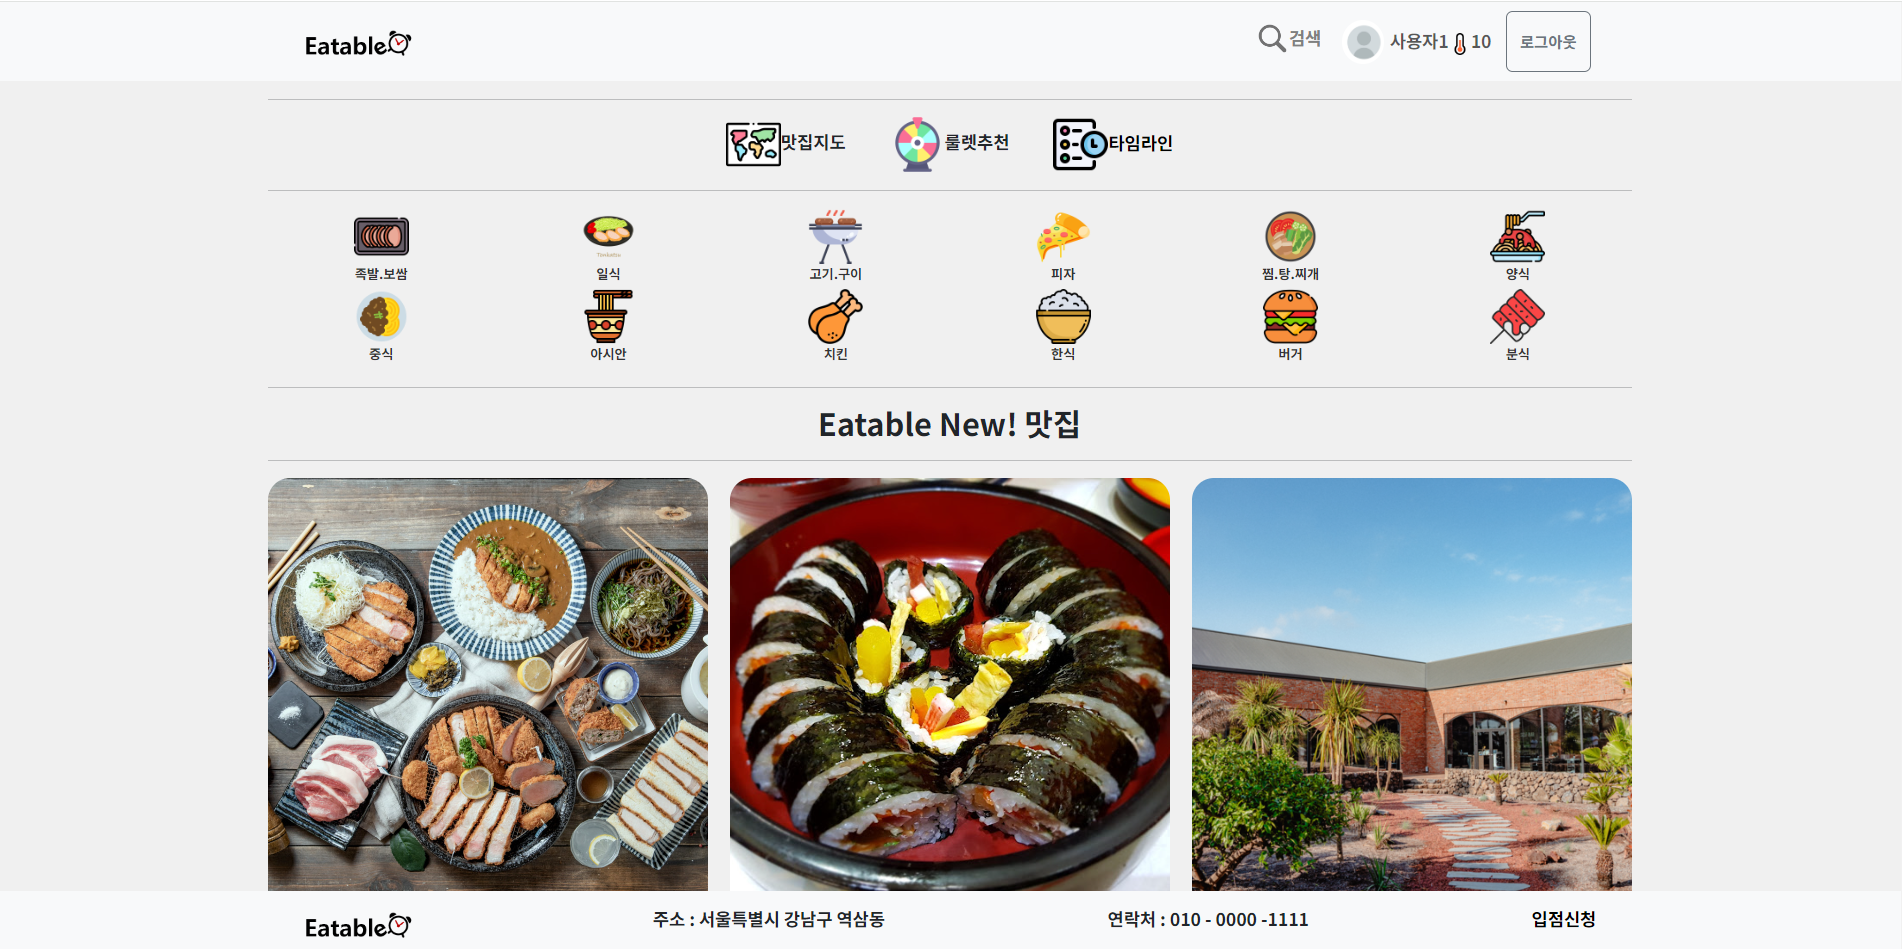 Eatable
검색
사용자1 10
로그아웃
맛집지도
룰렛추천
타임라인
족발.보쌈
일식
고기.구이
피자
찜.탕.찌개
양식
중식
아시안
치킨
한식
버거
분식
Eatable New! 맛집
Eatable
주소 : 서울특별시 강남구 역삼동
연락처 : 010 - 0000 -1111
입점신청